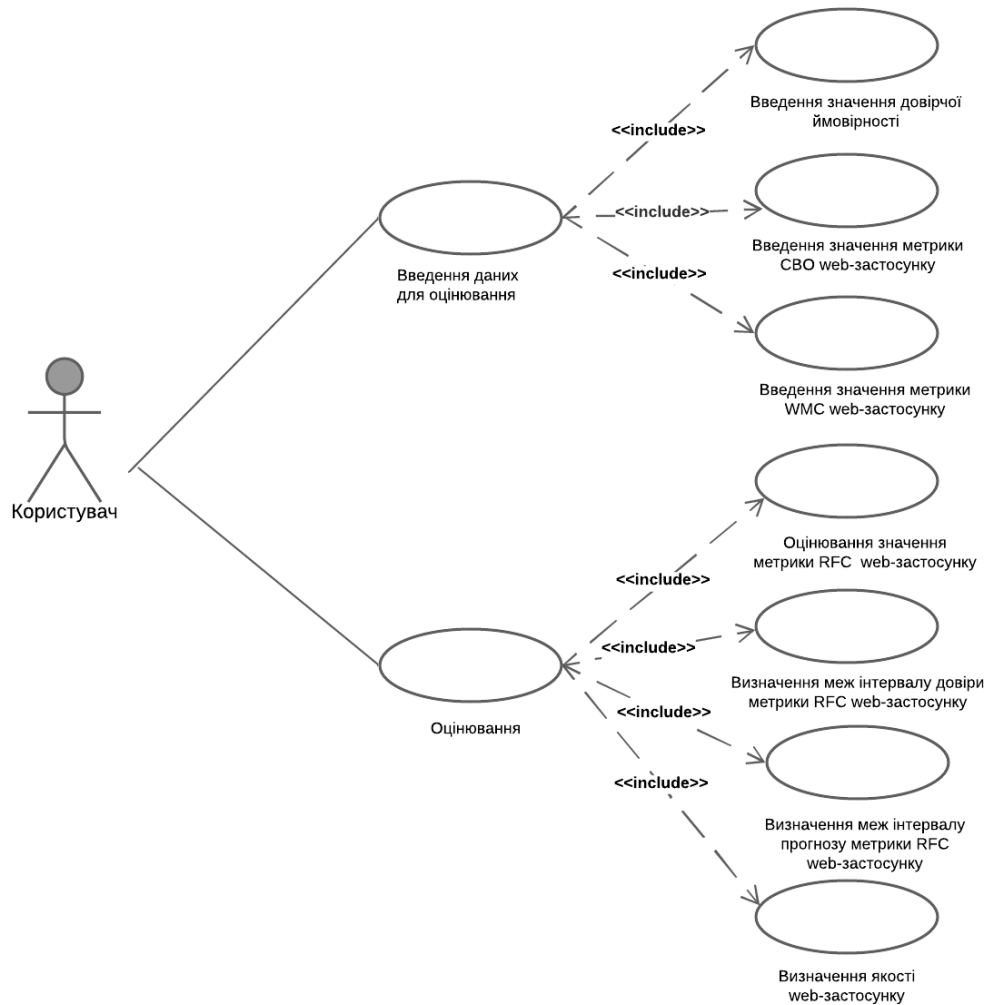 Введення значення довірчої
ймовірності
<<include>>
<<include>>
Введення значення метрики
CBO web-застосунку
<<include>>
Введення даних
для оцінювання
Введення значення метрики
WMC web-застосунку
Користувач
Оцінювання значення
метрики RFC web-застосунку
<<include>>
<<include>>
Визначення меж інтервалу довіри
метрики RFC web-застосунку
<<include>>
Оцінювання
<<include>>
Визначення меж інтервалу
прогнозу метрики RFC
web-застосунку
Визначення якості
web-застосунку